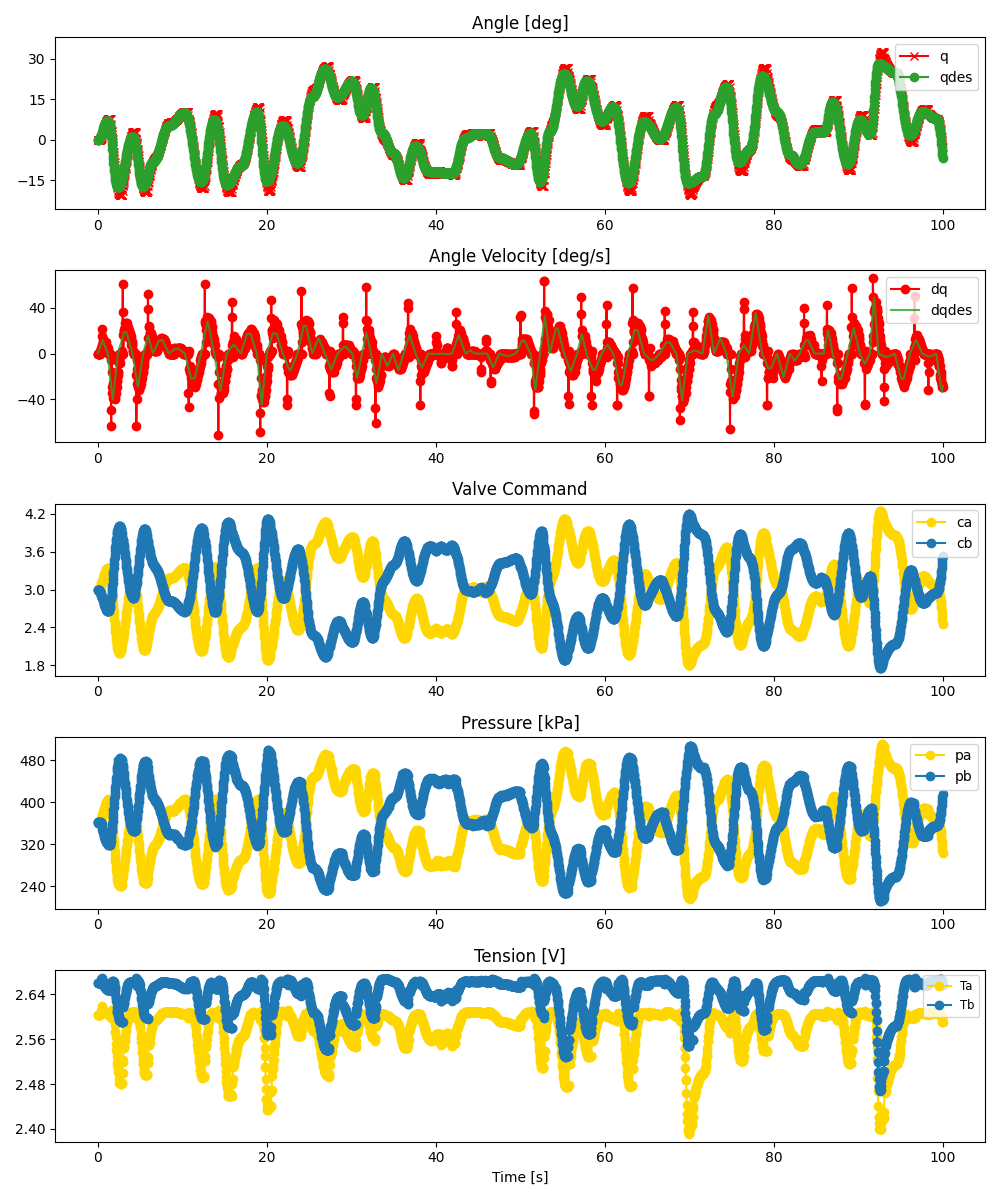 Angle [deg]
30
15
0
−15
q
qdes
0 20 40 60 80 100
Angle Velocity [deg/s]
40
0
−40
dq
dqdes
0 20 40 60 80 100
Valve Command
4.2
3.6
3.0
2.4
1.8
ca
cb
0 20 40 60 80 100
Pressure [kPa]
480
400
320
240
pa
pb
0 20 40 60 80 100
Tension [V]
2.64
2.56
2.48
2.40
Ta
Tb
0 20 40 60 80 100
Time [s]